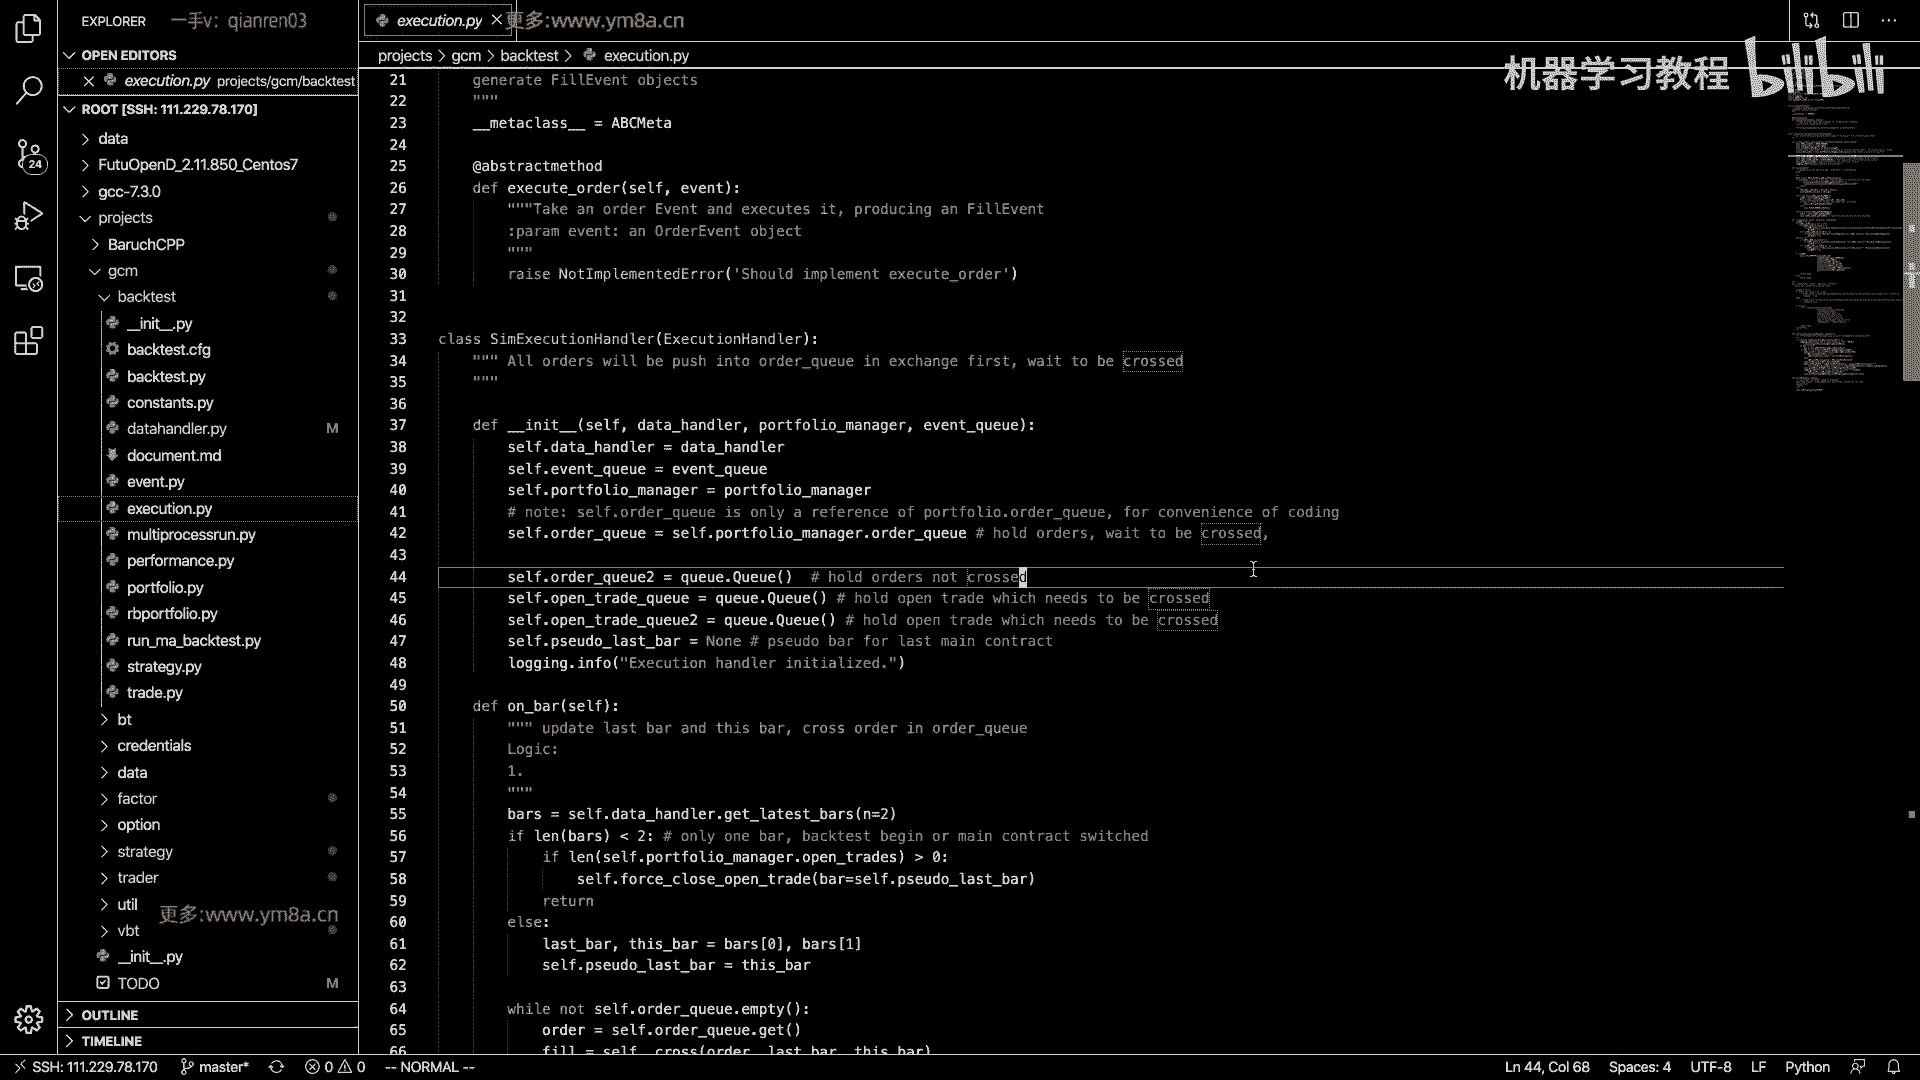 EXPLORER
一手v：qianren03
execution.py
更多:www.ym8a.cn
OPEN EDITORS
execution.py projects/gcm/backtest
ROOT [SSH: 111.229.78.170]
data
FutuOpenD_2.11.850_Centos7
gcc-7.3.0
projects
BaruchCPP
gcm
backtest
__init__.py
backtest.cfg
backtest.py
constants.py
datahandler.py M
document.md
event.py
execution.py
multiprocessrun.py
performance.py
portfolio.py
rbportfolio.py
run_ma_backtest.py
strategy.py
trade.py
bt
credentials
data
factor
option
strategy
trader
util
更多:www.ym8a.cn
vbt
__init__.py
TODO M
OUTLINE
TIMELINE
24
projects > gcm > backtest > execution.py
机器学习教程 bilibili
21 generate FillEvent objects
22 """
23 __metaclass__ = ABCMeta
24
25 @abstractmethod
26 def execute_order(self, event):
27 """Take an order Event and executes it, producing an FillEvent
28 :param event: an OrderEvent object
29 """
30 raise NotImplementedError('Should implement execute_order')
31
32
33 class SimExecutionHandler(ExecutionHandler):
34 """ All orders will be push into order_queue in exchange first, wait to be crossed
35 """
36
37 def __init__(self, data_handler, portfolio_manager, event_queue):
38 self.data_handler = data_handler
39 self.event_queue = event_queue
40 self.portfolio_manager = portfolio_manager
41 # note: self.order_queue is only a reference of portfolio.order_queue, for convenience of coding
42 self.order_queue = self.portfolio_manager.order_queue # hold orders, wait to be crossed,
43
44 self.order_queue2 = queue.Queue() # hold orders not crossed
45 self.open_trade_queue = queue.Queue() # hold open trade which needs to be crossed
46 self.open_trade_queue2 = queue.Queue() # hold open trade which needs to be crossed
47 self.pseudo_last_bar = None # pseudo bar for last main contract
48 logging.info("Execution handler initialized.")
49
50 def on_bar(self):
51 """ update last bar and this bar, cross order in order_queue
52 Logic:
53 1.
54 """
55 bars = self.data_handler.get_latest_bars(n=2)
56 if len(bars) < 2: # only one bar, backtest begin or main contract switched
57 if len(self.portfolio_manager.open_trades) > 0:
58 self.force_close_open_trade(bar=self.pseudo_last_bar)
59 return
60 else:
61 last_bar, this_bar = bars[0], bars[1]
62 self.pseudo_last_bar = this_bar
63
64 while not self.order_queue.empty():
65 order = self.order_queue.get()
66 fill = self._cross(order, last_bar, this_bar)
SSH: 111.229.78.170 master* 0 0 -- NORMAL -- Ln 44, Col 68 Spaces: 4 UTF-8 LF Python